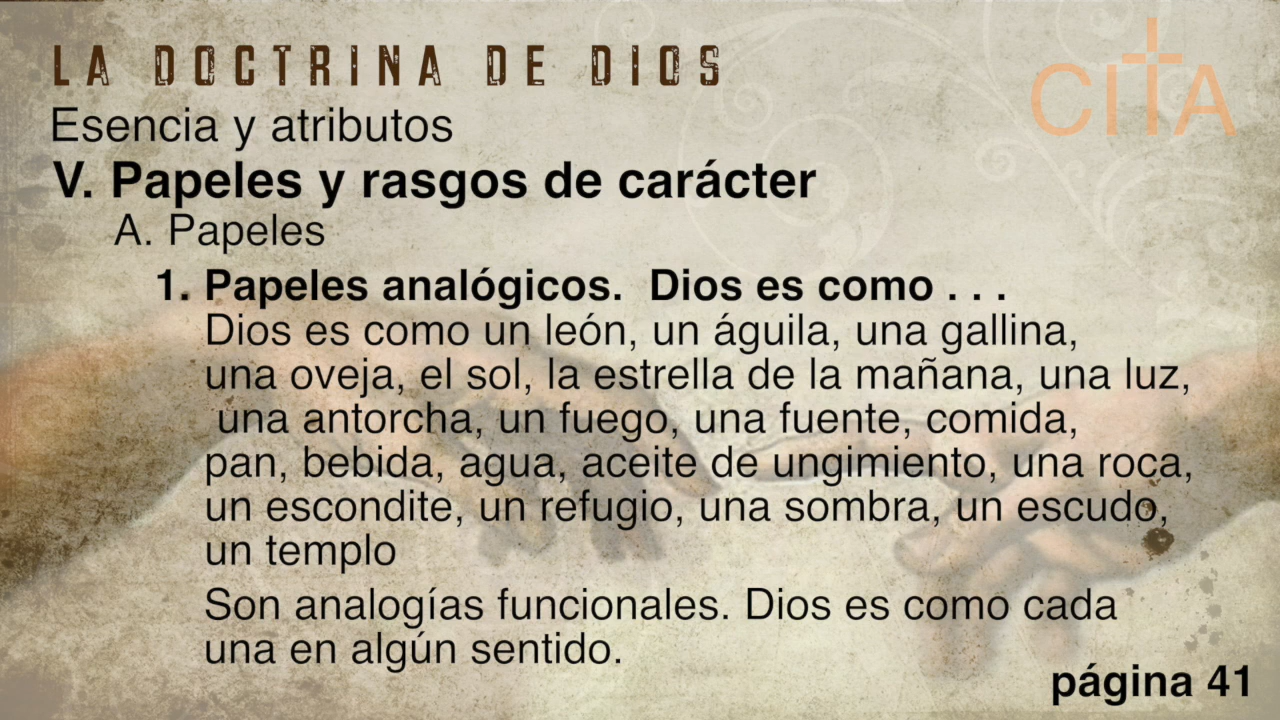 LA DOCTRINA DE DIOS
CITA
Esencia y atributos
V. Papeles y rasgos de carácter
A. Papeles
1. Papeles analógicos. Dios es como . . .
Dios es como un león, un águila, una gallina,
una oveja, el sol, la estrella de la mañana, una luz,
una antorcha, un fuego, una fuente, comida,
pan, bebida, agua, aceite de ungimiento, una roca,
un escondite, un refugio, una sombra, un escudo,
un templo
Son analogías funcionales. Dios es como cada
una en algún sentido.
página 41